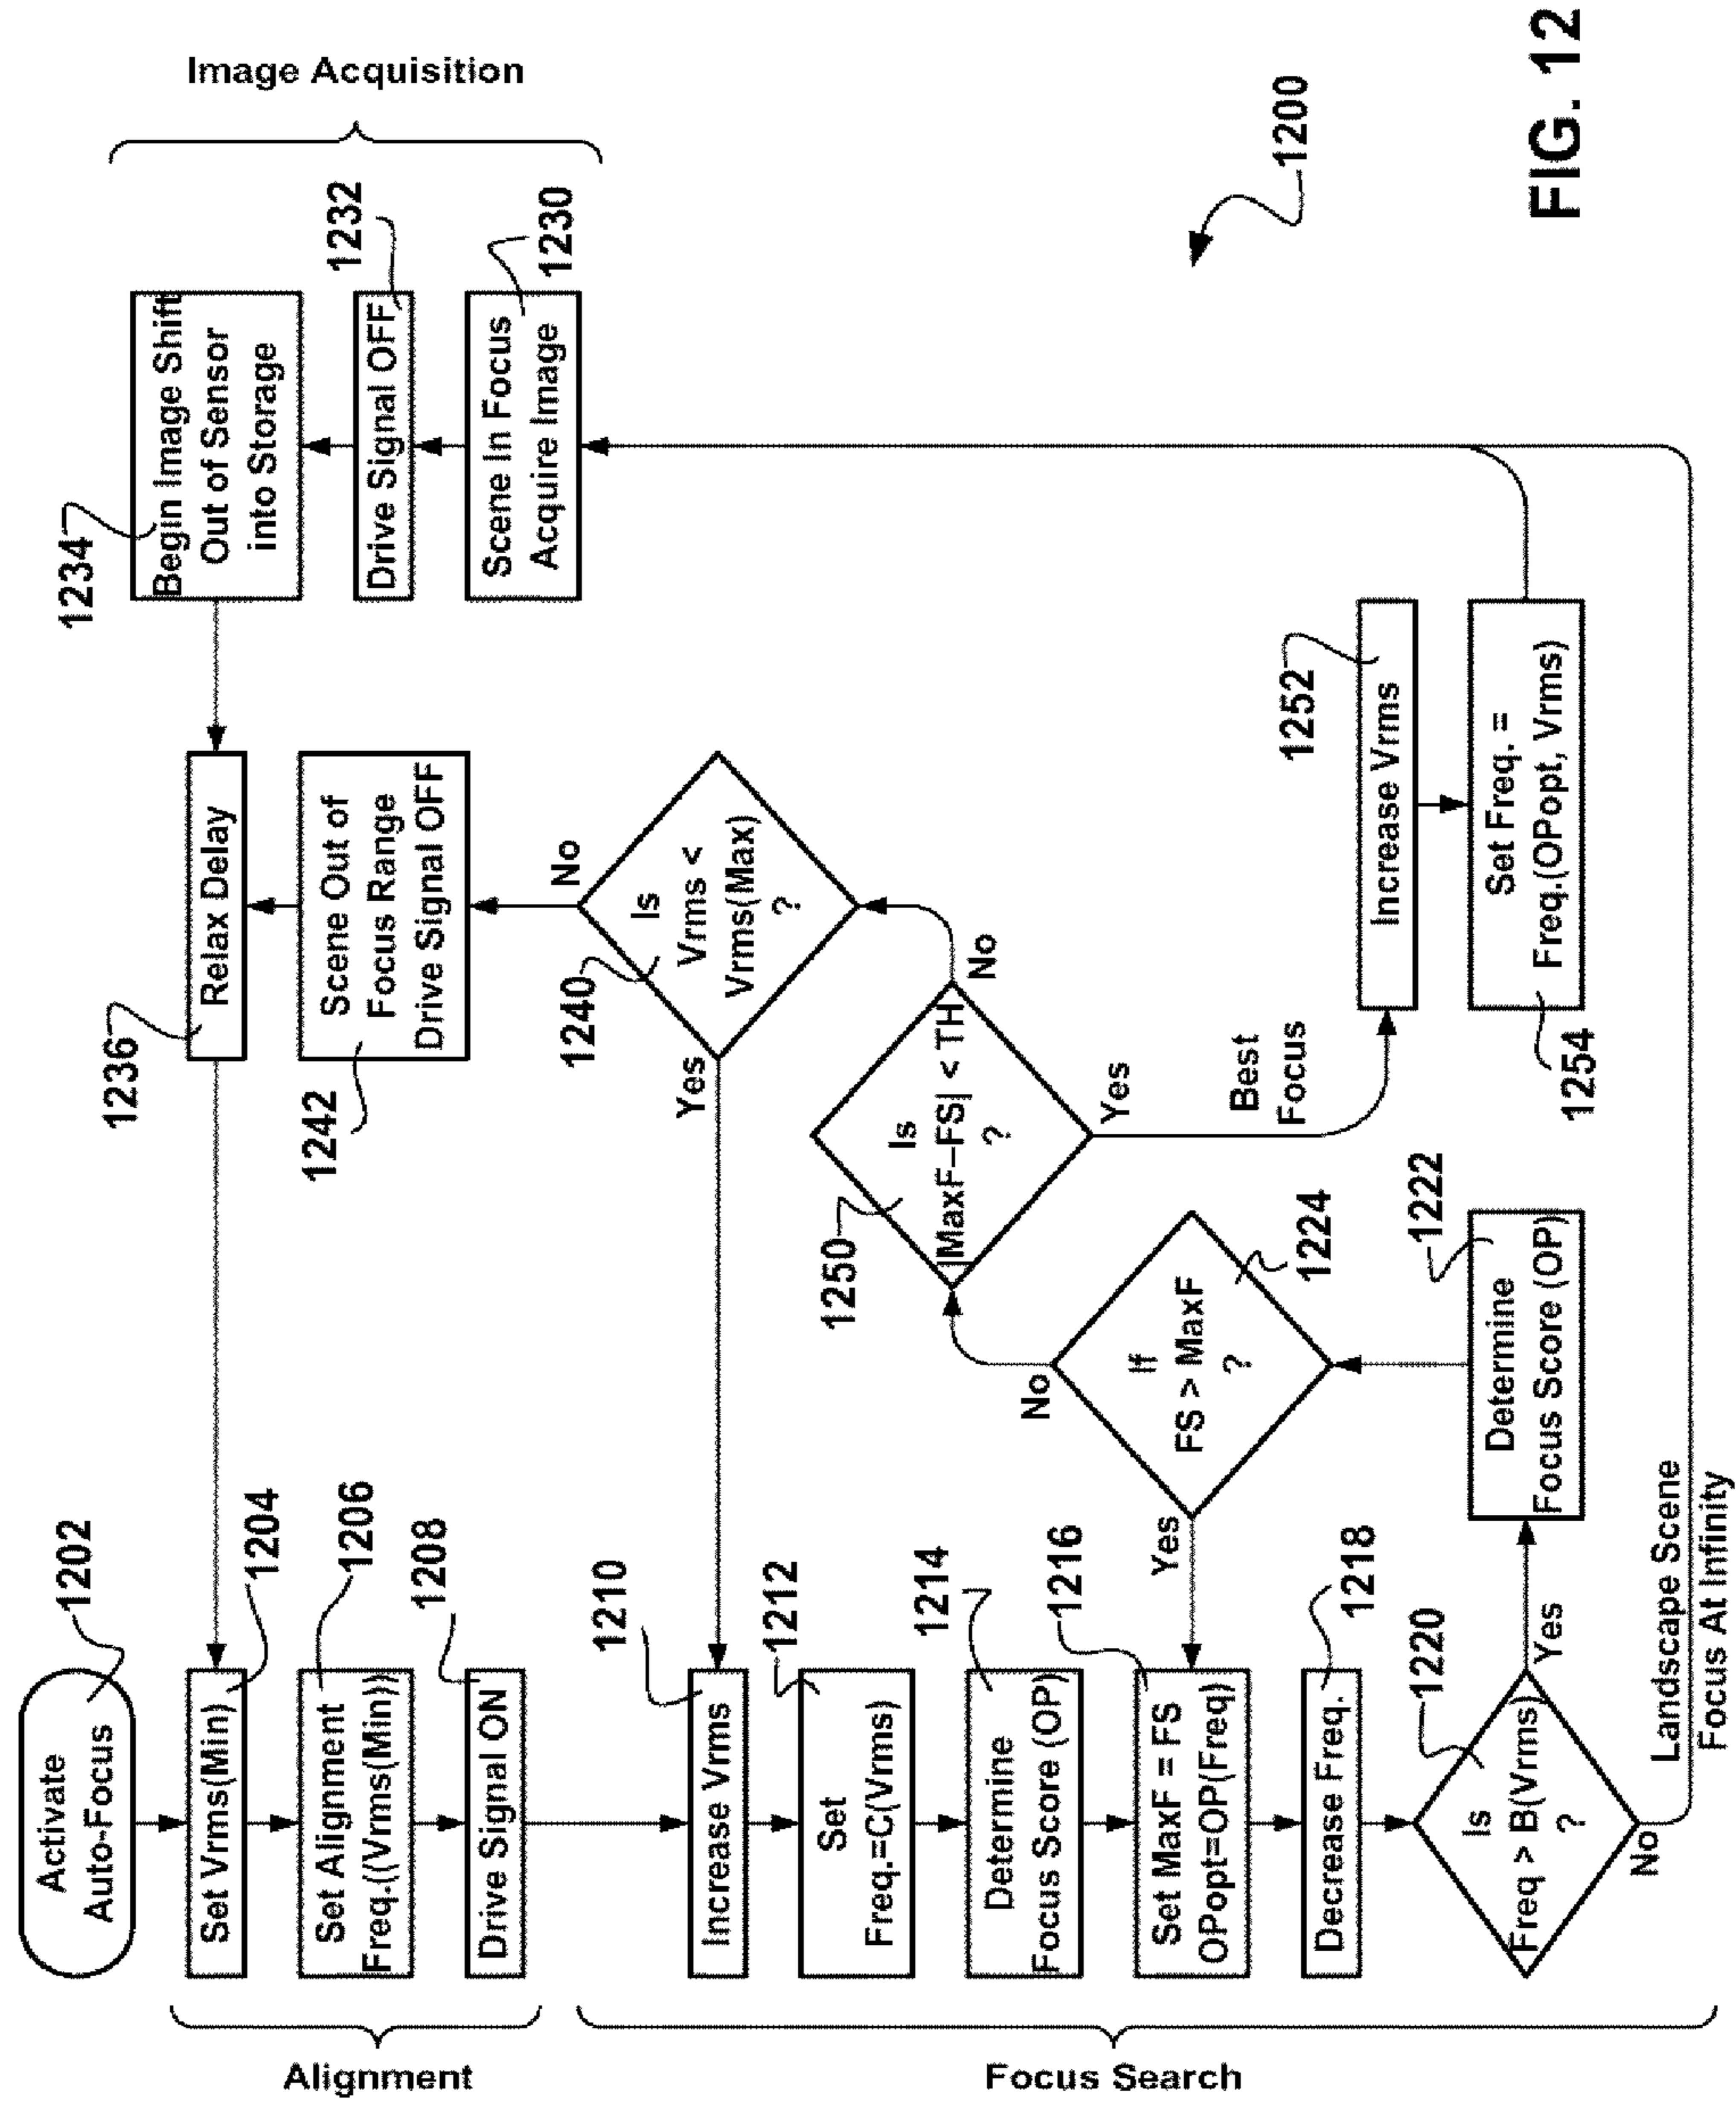 Activate
Auto-Focus
1202
Set Vrms(Min)
1204
Set Alignment
Freq.((Vrms(Min))
1206
Drive Signal ON
1208
Alignment
Increase Vrms
1210
Set
Freq.=C(Vrms)
1212
Determine
Focus Score (OP)
1214
Set MaxF = FS
OPopt=OP(Freq)
1216
Decrease Freq.
1218
Is
Freq > B(Vrms)
?
1220
Yes
No
Landscape Scene
Focus At Infinity
Focus Search
Determine
Focus Score (OP)
1222
If
FS > MaxF
?
1224
Yes
No
Is
|MaxF–FS| < TH
?
1250
No
Yes
Best
Focus
Is
Vrms <
Vrms(Max)
?
1240
Yes
No
Scene Out of
Focus Range
Drive Signal OFF
1242
Relax Delay
1236
Increase Vrms
1252
Set Freq. =
Freq.(OPopt, Vrms)
1254
Begin Image Shift
Out of Sensor
into Storage
1234
Drive Signal OFF
1232
Scene In Focus
Acquire Image
1230
Image Acquisition
1200
FIG. 12